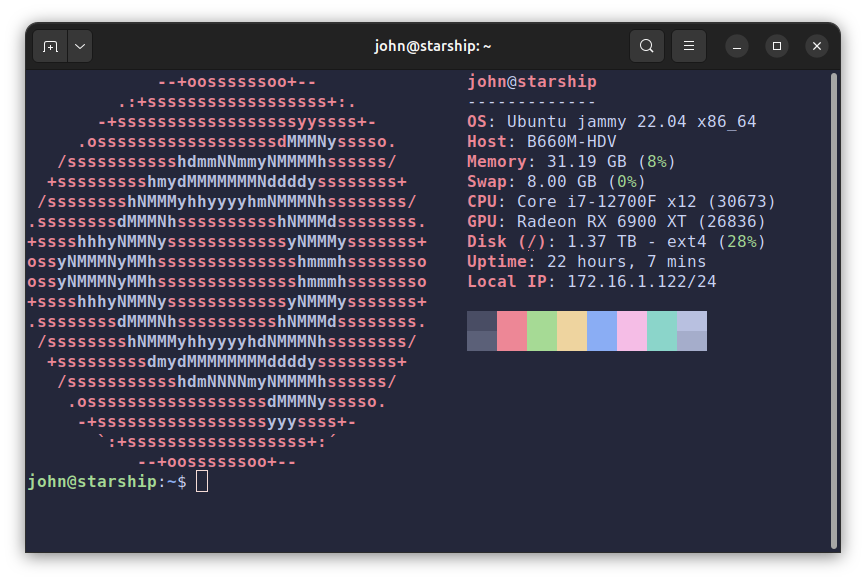 john@starship: ~
            --+oossssssoo+--            john@starship
        .:+ssssssssssssssssss+:.        -------------
      -+ssssssssssssssssssyyssss+-      OS: Ubuntu jammy 22.04 x86_64
    .ossssssssssssssssssdMMMNysssso.    Host: B660M-HDV
   /ssssssssssshdmmNNmmyNMMMMhssssss/   Memory: 31.19 GB (8%)
  +ssssssssshmydMMMMMMMNddddyssssssss+  Swap: 8.00 GB (0%)
 /sssssssshNMMMyhhyyyyhmNMMMNhssssssss/ CPU: Core i7-12700F x12 (30673)
.ssssssssdMMMNhsssssssssshNMMMdssssssss. GPU: Radeon RX 6900 XT (26836)
+sssshhhyNMMNyssssssssssssyNMMMysssssss+ Disk (/): 1.37 TB - ext4 (28%)
ossyNMMMNyMMhsssssssssssssshmmmhssssssso Uptime: 22 hours, 7 mins
ossyNMMMNyMMhsssssssssssssshmmmhssssssso Local IP: 172.16.1.122/24
+sssshhhyNMMNyssssssssssssyNMMMysssssss+
.ssssssssdMMMNhsssssssssshNMMMdssssssss.
 /sssssssshNMMMyhhyyyyhdNMMMNhssssssss/
  +sssssssssdmydMMMMMMMMddddyssssssss+
   /ssssssssssshdmNNNNmyNMMMMhssssss/
    .ossssssssssssssssssdMMMNysssso.
     -+sssssssssssssssssyyyssss+-
       `:+ssssssssssssssssss+:´
           --+oossssssoo+--
john@starship:~$